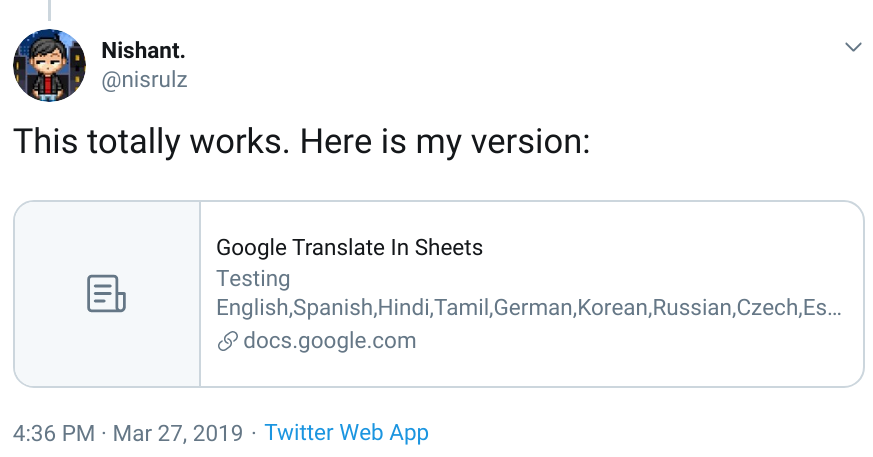 Nishant.
@nisrulz
This totally works. Here is my version:
Google Translate In Sheets
Testing
English,Spanish,Hindi,Tamil,German,Korean,Russian,Czech,Es...
docs.google.com
4:36 PM · Mar 27, 2019 · Twitter Web App